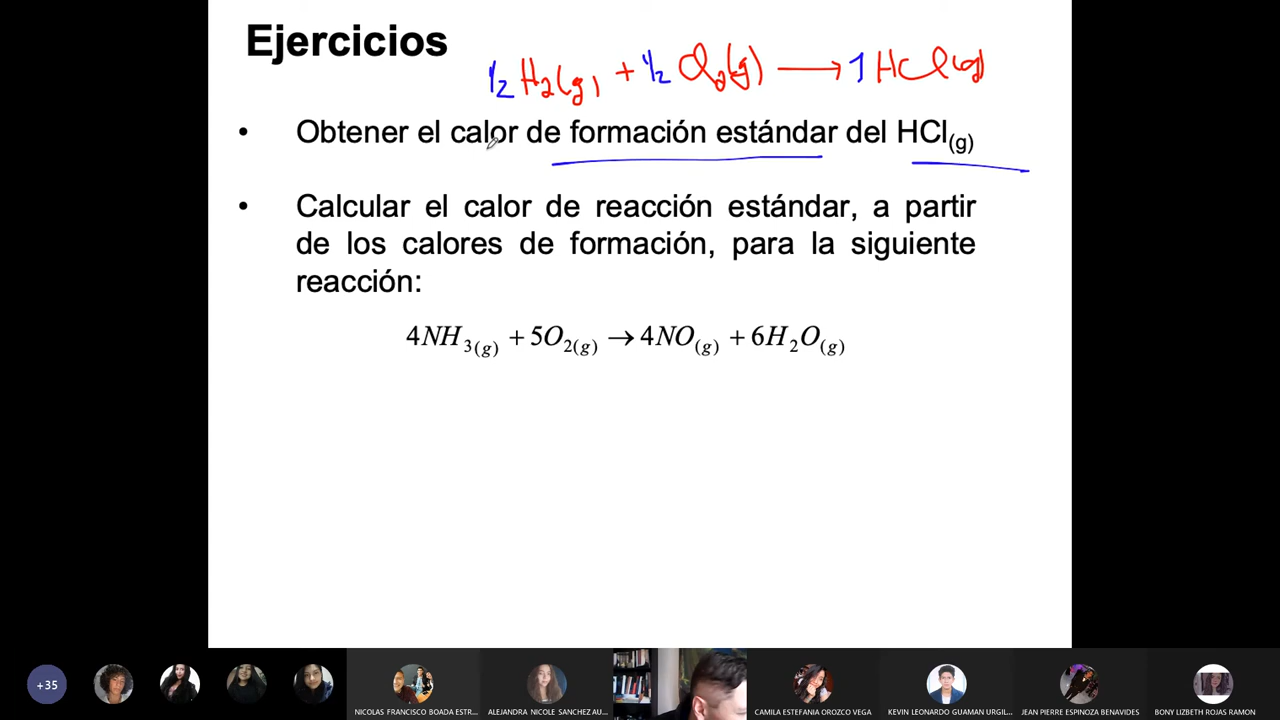 Ejercicios
½ H₂(g) + ½ Cl₂(g) → 1 HCl(g)
• Obtener el calor de formación estándar del HCl(g)
• Calcular el calor de reacción estándar, a partir
de los calores de formación, para la siguiente
reacción:
4NH₃(g) + 5O₂(g) → 4NO(g) + 6H₂O(g)
+35
NICOLAS FRANCISCO BOADA ESTR...
ALEJANDRA NICOLE SANCHEZ AU...
CAMILA ESTEFANIA OROZCO VEGA
KEVIN LEONARDO GUAMAN URGIL...
JEAN PIERRE ESPINOZA BENAVIDES
BONY LIZBETH ROJAS RAMON